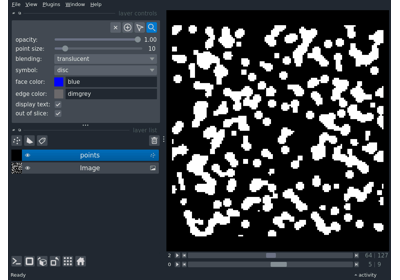 File View Plugins Window Help
layer controls
opacity: 1.00
point size: 10
blending: translucent
symbol: disc
face color: blue
edge color: dimgrey
display text:
out of slice:
layer list
points
Image
2 64 127
0 5 9
Ready activity